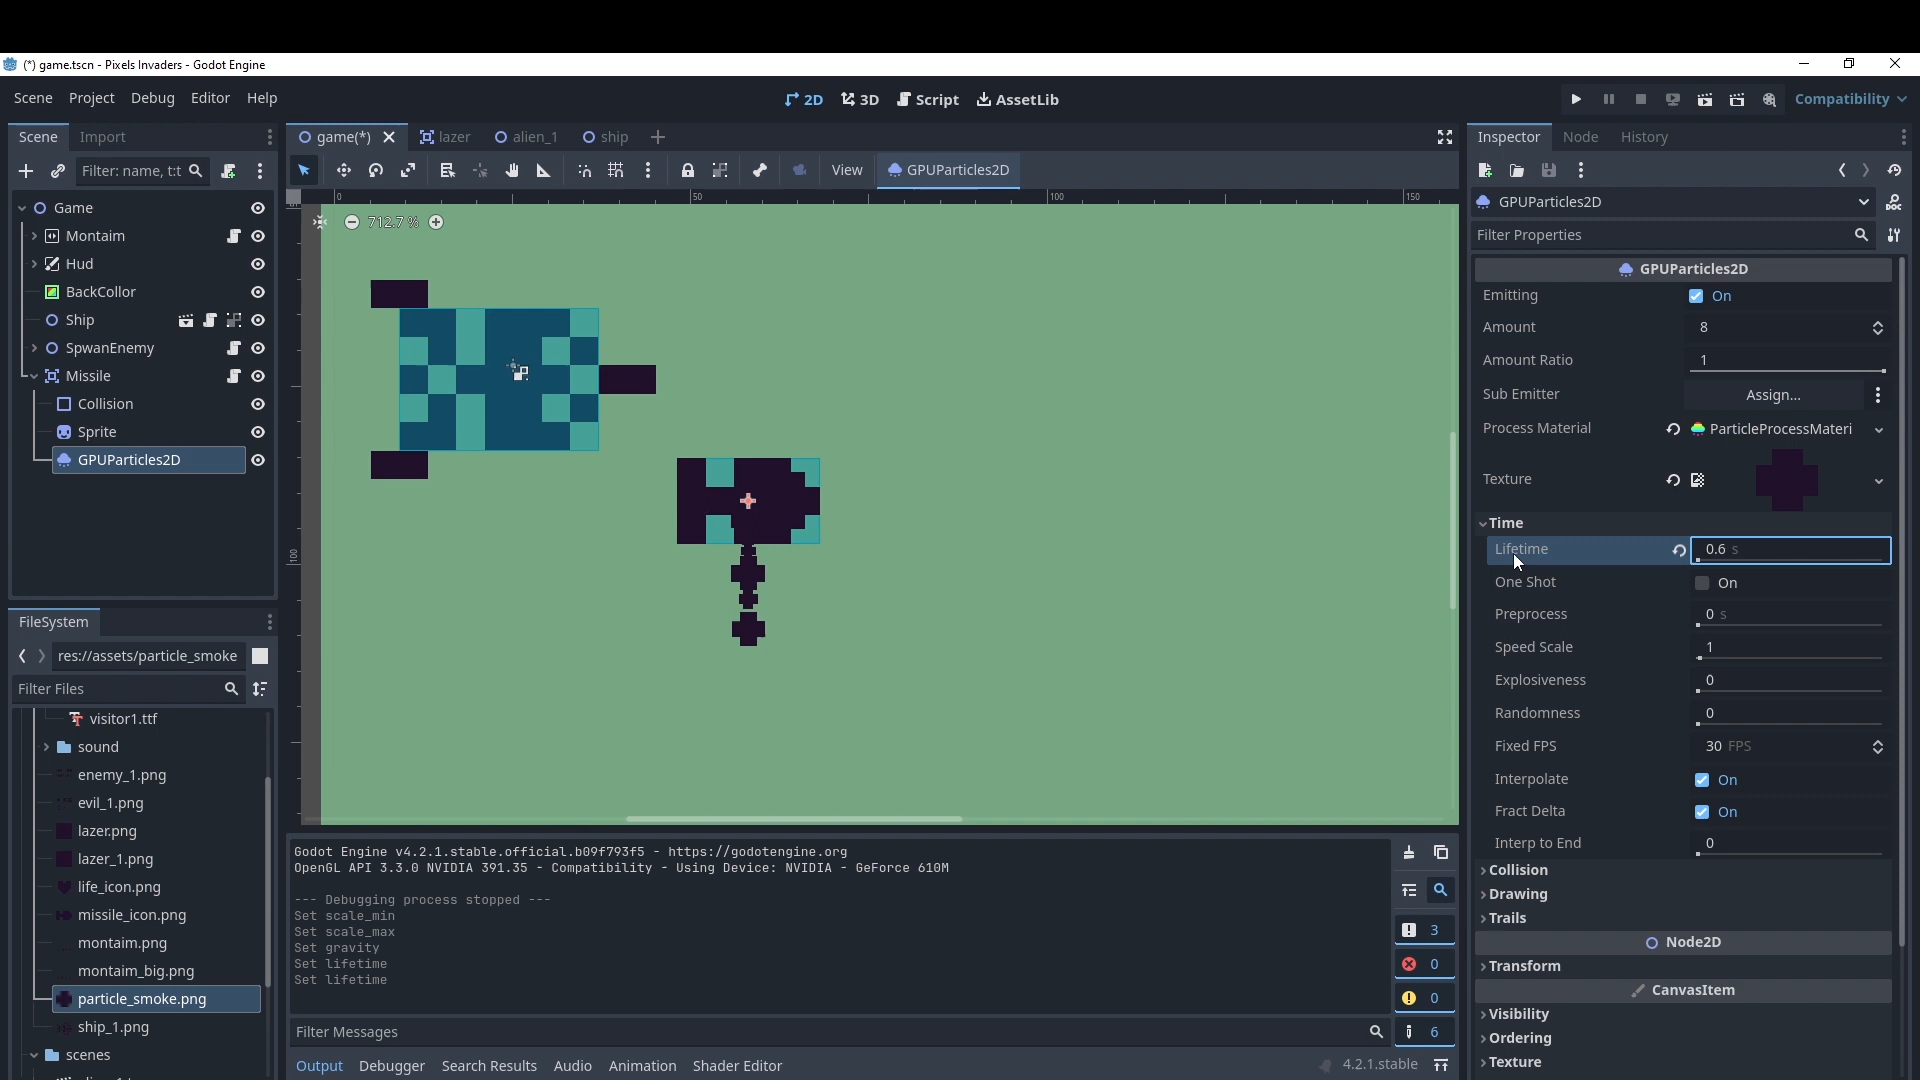 (*) game.tscn - Pixels Invaders - Godot Engine
Scene Project Debug Editor Help
2D 3D Script AssetLib
Compatibility
Scene Import
Filter: name, t:t
Game
Montaim
Hud
BackCollor
Ship
SpwanEnemy
Missile
Collision
Sprite
GPUParticles2D
FileSystem
res://assets/particle_smoke
Filter Files
visitor1.ttf
sound
enemy_1.png
evil_1.png
lazer.png
lazer_1.png
life_icon.png
missile_icon.png
montaim.png
montaim_big.png
particle_smoke.png
ship_1.png
scenes
game(*) lazer alien_1 ship
View GPUParticles2D
0 50 100 150
712.7 %
100
Godot Engine v4.2.1.stable.official.b09f793f5 - https://godotengine.org
OpenGL API 3.3.0 NVIDIA 391.35 - Compatibility - Using Device: NVIDIA - GeForce 610M
--- Debugging process stopped ---
Set scale_min
Set scale_max
Set gravity
Set lifetime
Set lifetime
3
0
0
6
Filter Messages
Output Debugger Search Results Audio Animation Shader Editor
4.2.1.stable
Inspector Node History
GPUParticles2D
Filter Properties
GPUParticles2D
Emitting On
Amount 8
Amount Ratio 1
Sub Emitter Assign...
Process Material ParticleProcessMateri
Texture
Time
Lifetime 0.6 s
One Shot On
Preprocess 0 s
Speed Scale 1
Explosiveness 0
Randomness 0
Fixed FPS 30 FPS
Interpolate On
Fract Delta On
Interp to End 0
Collision
Drawing
Trails
Node2D
Transform
CanvasItem
Visibility
Ordering
Texture